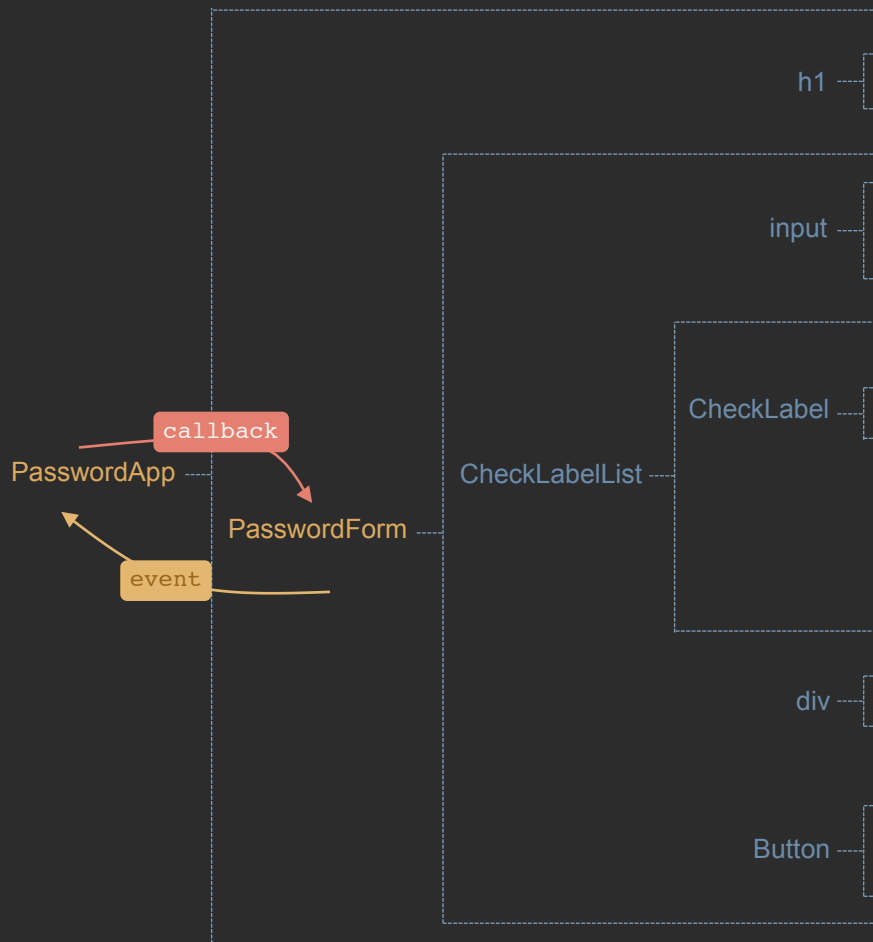 h1
input
CheckLabel
callback
PasswordApp
CheckLabelList
PasswordForm
event
div
Button